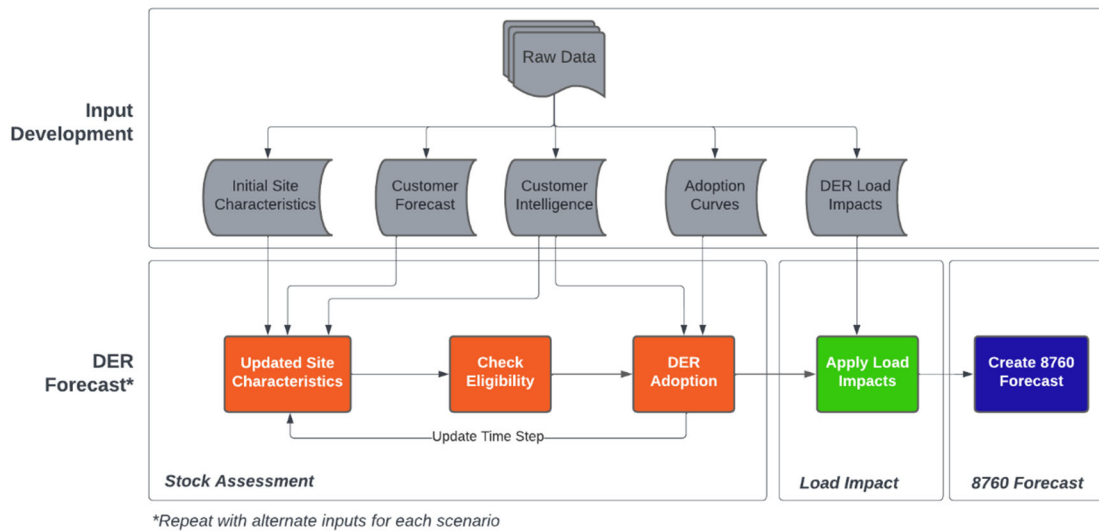 Raw Data
Input
Development
Initial Site
Characteristics
Customer
Forecast
Customer
Intelligence
Adoption
Curves
DER Load
Impacts
DER
Forecast*
Updated Site
Characteristics
Check
Eligibility
DER
Adoption
Apply Load
Impacts
Create 8760
Forecast
Update Time Step
Stock Assessment
Load Impact
8760 Forecast
*Repeat with alternate inputs for each scenario